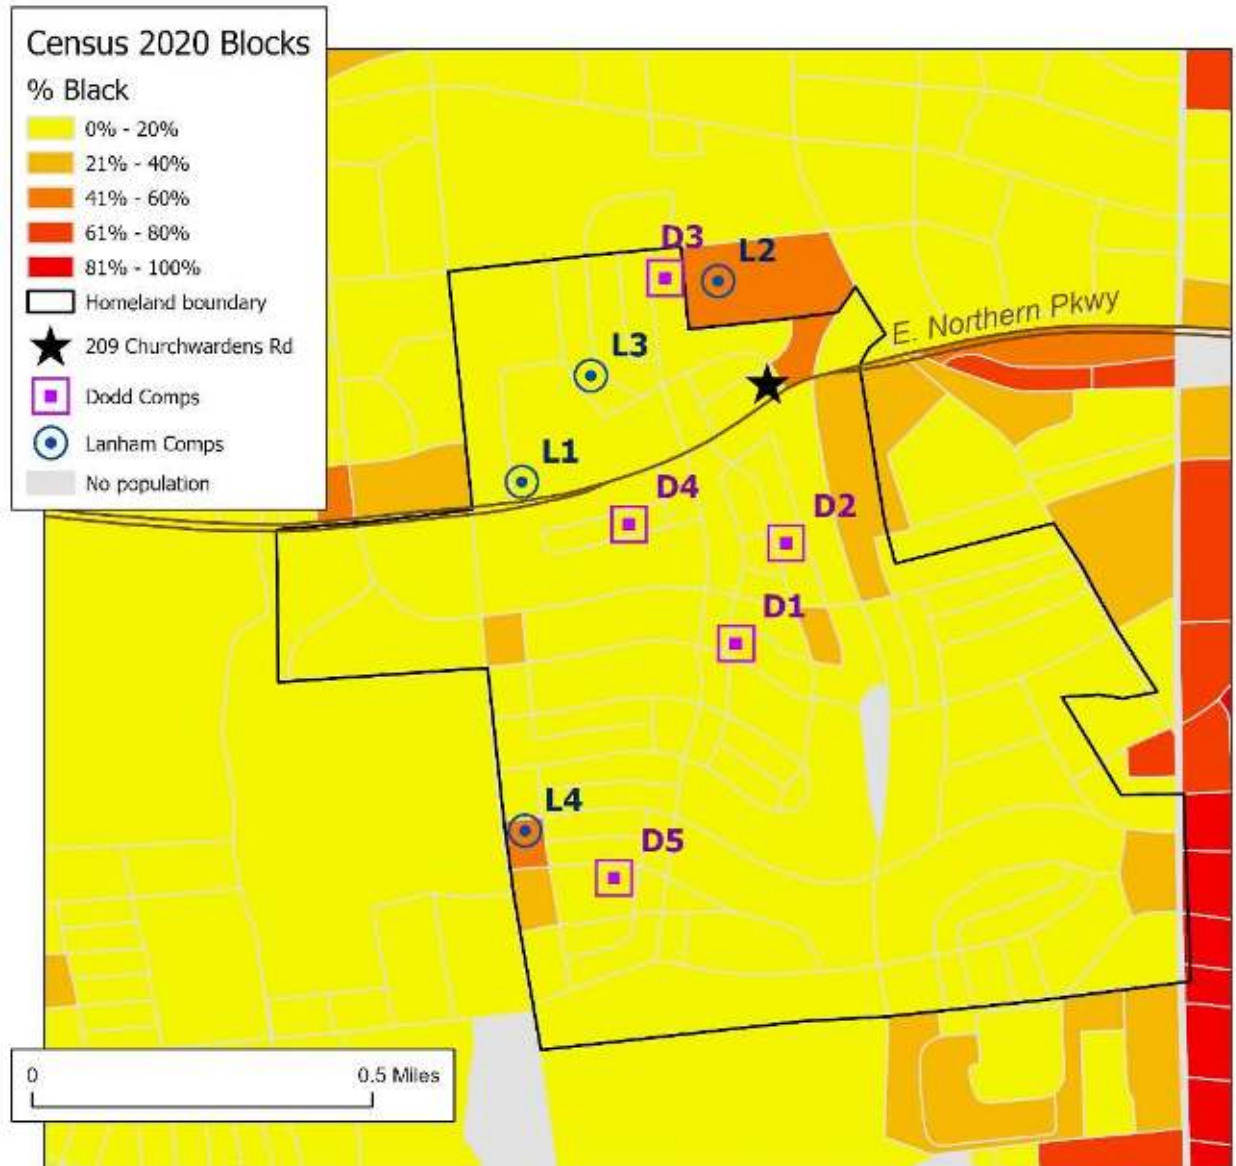 Census 2020 Blocks
% Black
0% - 20%
21% - 40%
41% - 60%
61% - 80%
81% - 100%
Homeland boundary
209 Churchwardens Rd
Dodd Comps
Lanham Comps
No population
D3
L2
E. Northern Pkwy
L3
L1
D4
D2
D1
L4
D5
0
0.5 Miles